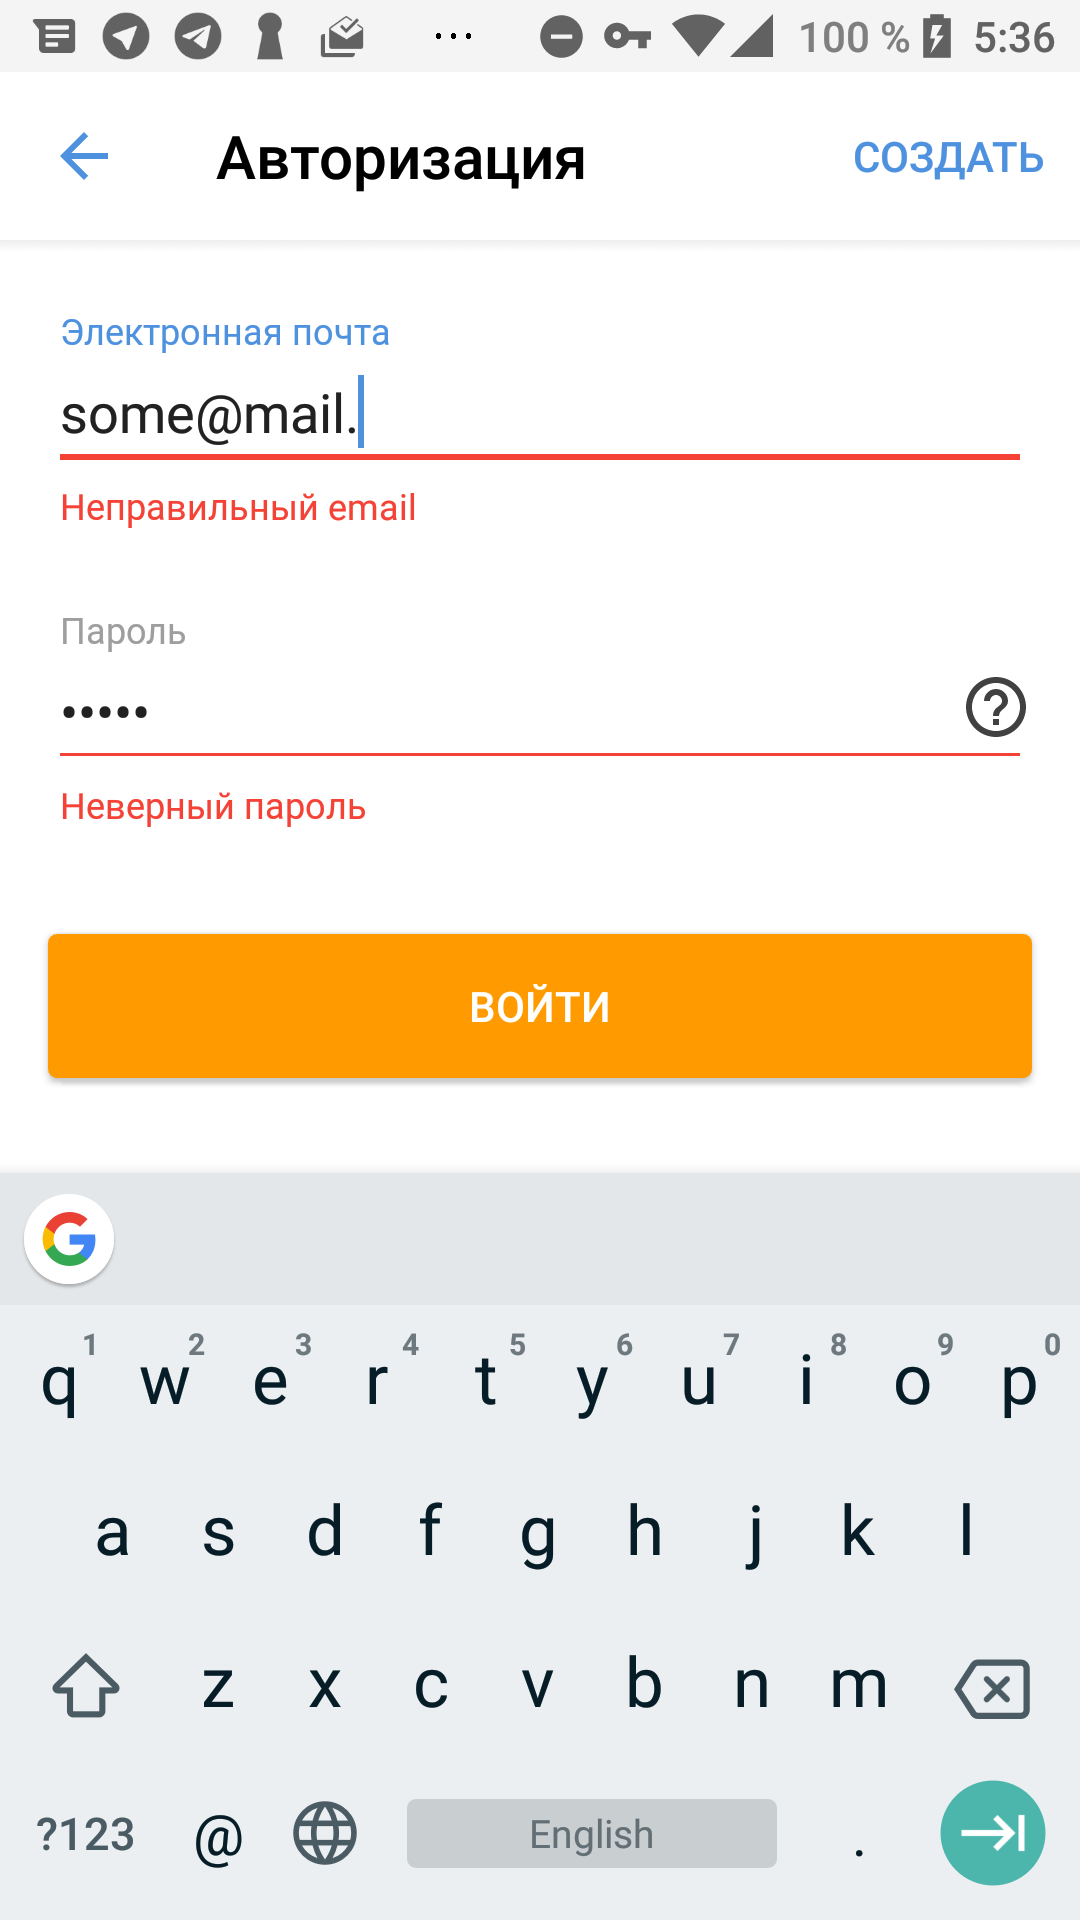 100 % 5:36
Авторизация СОЗДАТЬ
Электронная почта
some@mail.
Неправильный email
Пароль
•••••
Неверный пароль
ВОЙТИ
1 2 3 4 5 6 7 8 9 0
q w e r t y u i o p
a s d f g h j k l
z x c v b n m
?123 @ English .